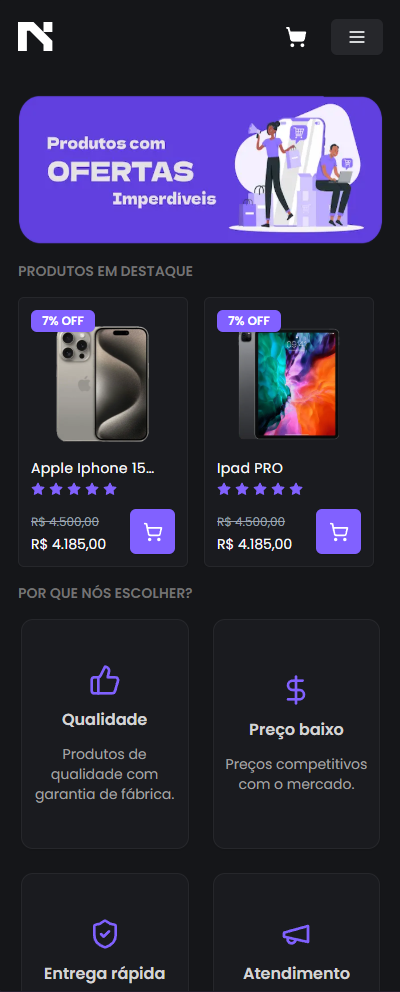 Produtos com
OFERTAS
Imperdíveis
PRODUTOS EM DESTAQUE
7% OFF
Apple Iphone 15...
R$ 4.500,00
R$ 4.185,00
7% OFF
Ipad PRO
R$ 4.500,00
R$ 4.185,00
POR QUE NÓS ESCOLHER?
Qualidade
Produtos de
qualidade com
garantia de fábrica.
Preço baixo
Preços competitivos
com o mercado.
Entrega rápida
Atendimento